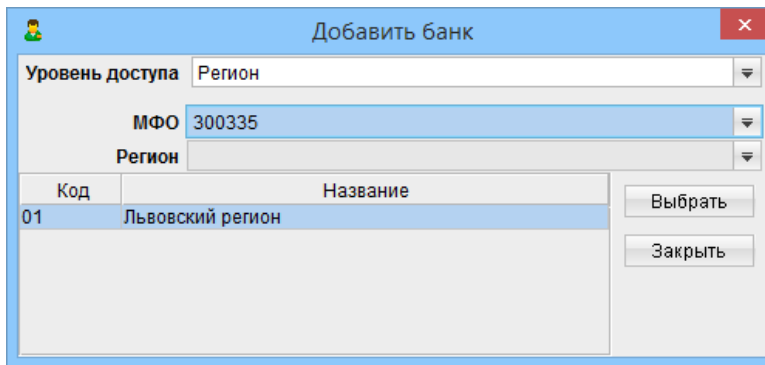 Добавить банк
Уровень доступа Регион
МФО 300335
Регион
Код Название
01 Львовский регион
Выбрать
Закрыть